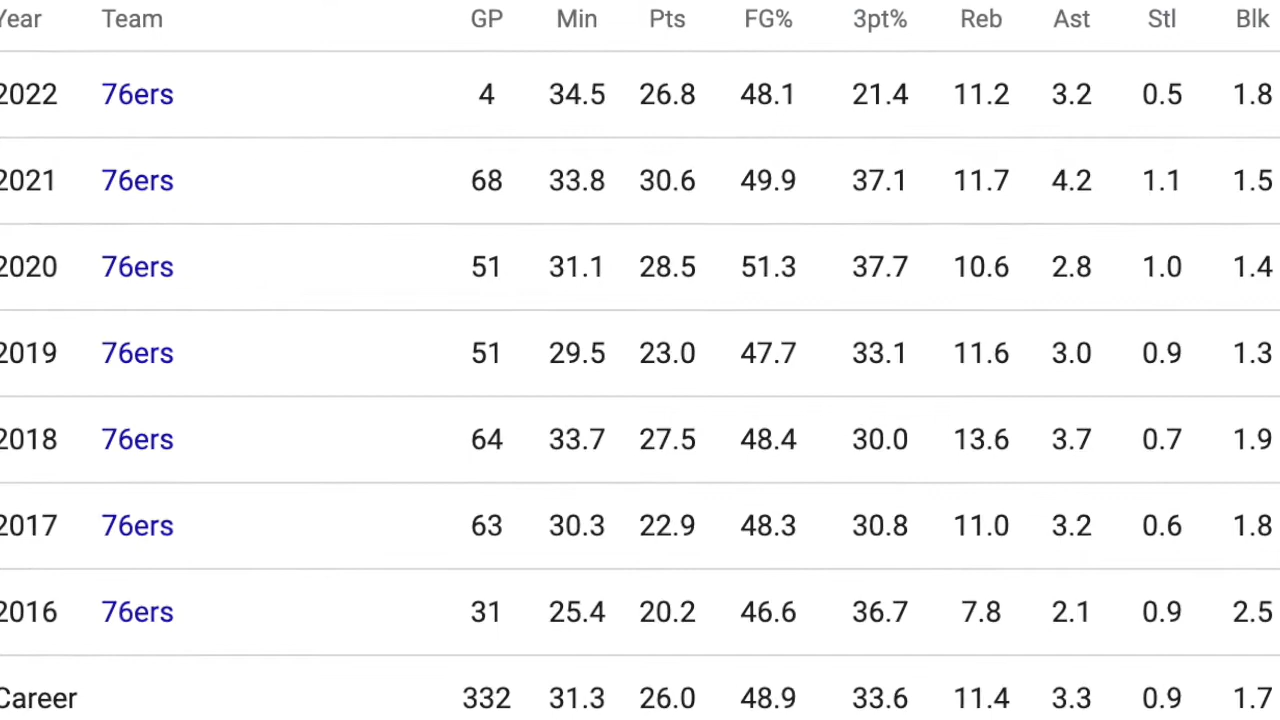 Year Team GP Min Pts FG% 3pt% Reb Ast Stl Blk
2022 76ers 4 34.5 26.8 48.1 21.4 11.2 3.2 0.5 1.8
2021 76ers 68 33.8 30.6 49.9 37.1 11.7 4.2 1.1 1.5
2020 76ers 51 31.1 28.5 51.3 37.7 10.6 2.8 1.0 1.4
2019 76ers 51 29.5 23.0 47.7 33.1 11.6 3.0 0.9 1.3
2018 76ers 64 33.7 27.5 48.4 30.0 13.6 3.7 0.7 1.9
2017 76ers 63 30.3 22.9 48.3 30.8 11.0 3.2 0.6 1.8
2016 76ers 31 25.4 20.2 46.6 36.7 7.8 2.1 0.9 2.5
Career 332 31.3 26.0 48.9 33.6 11.4 3.3 0.9 1.7